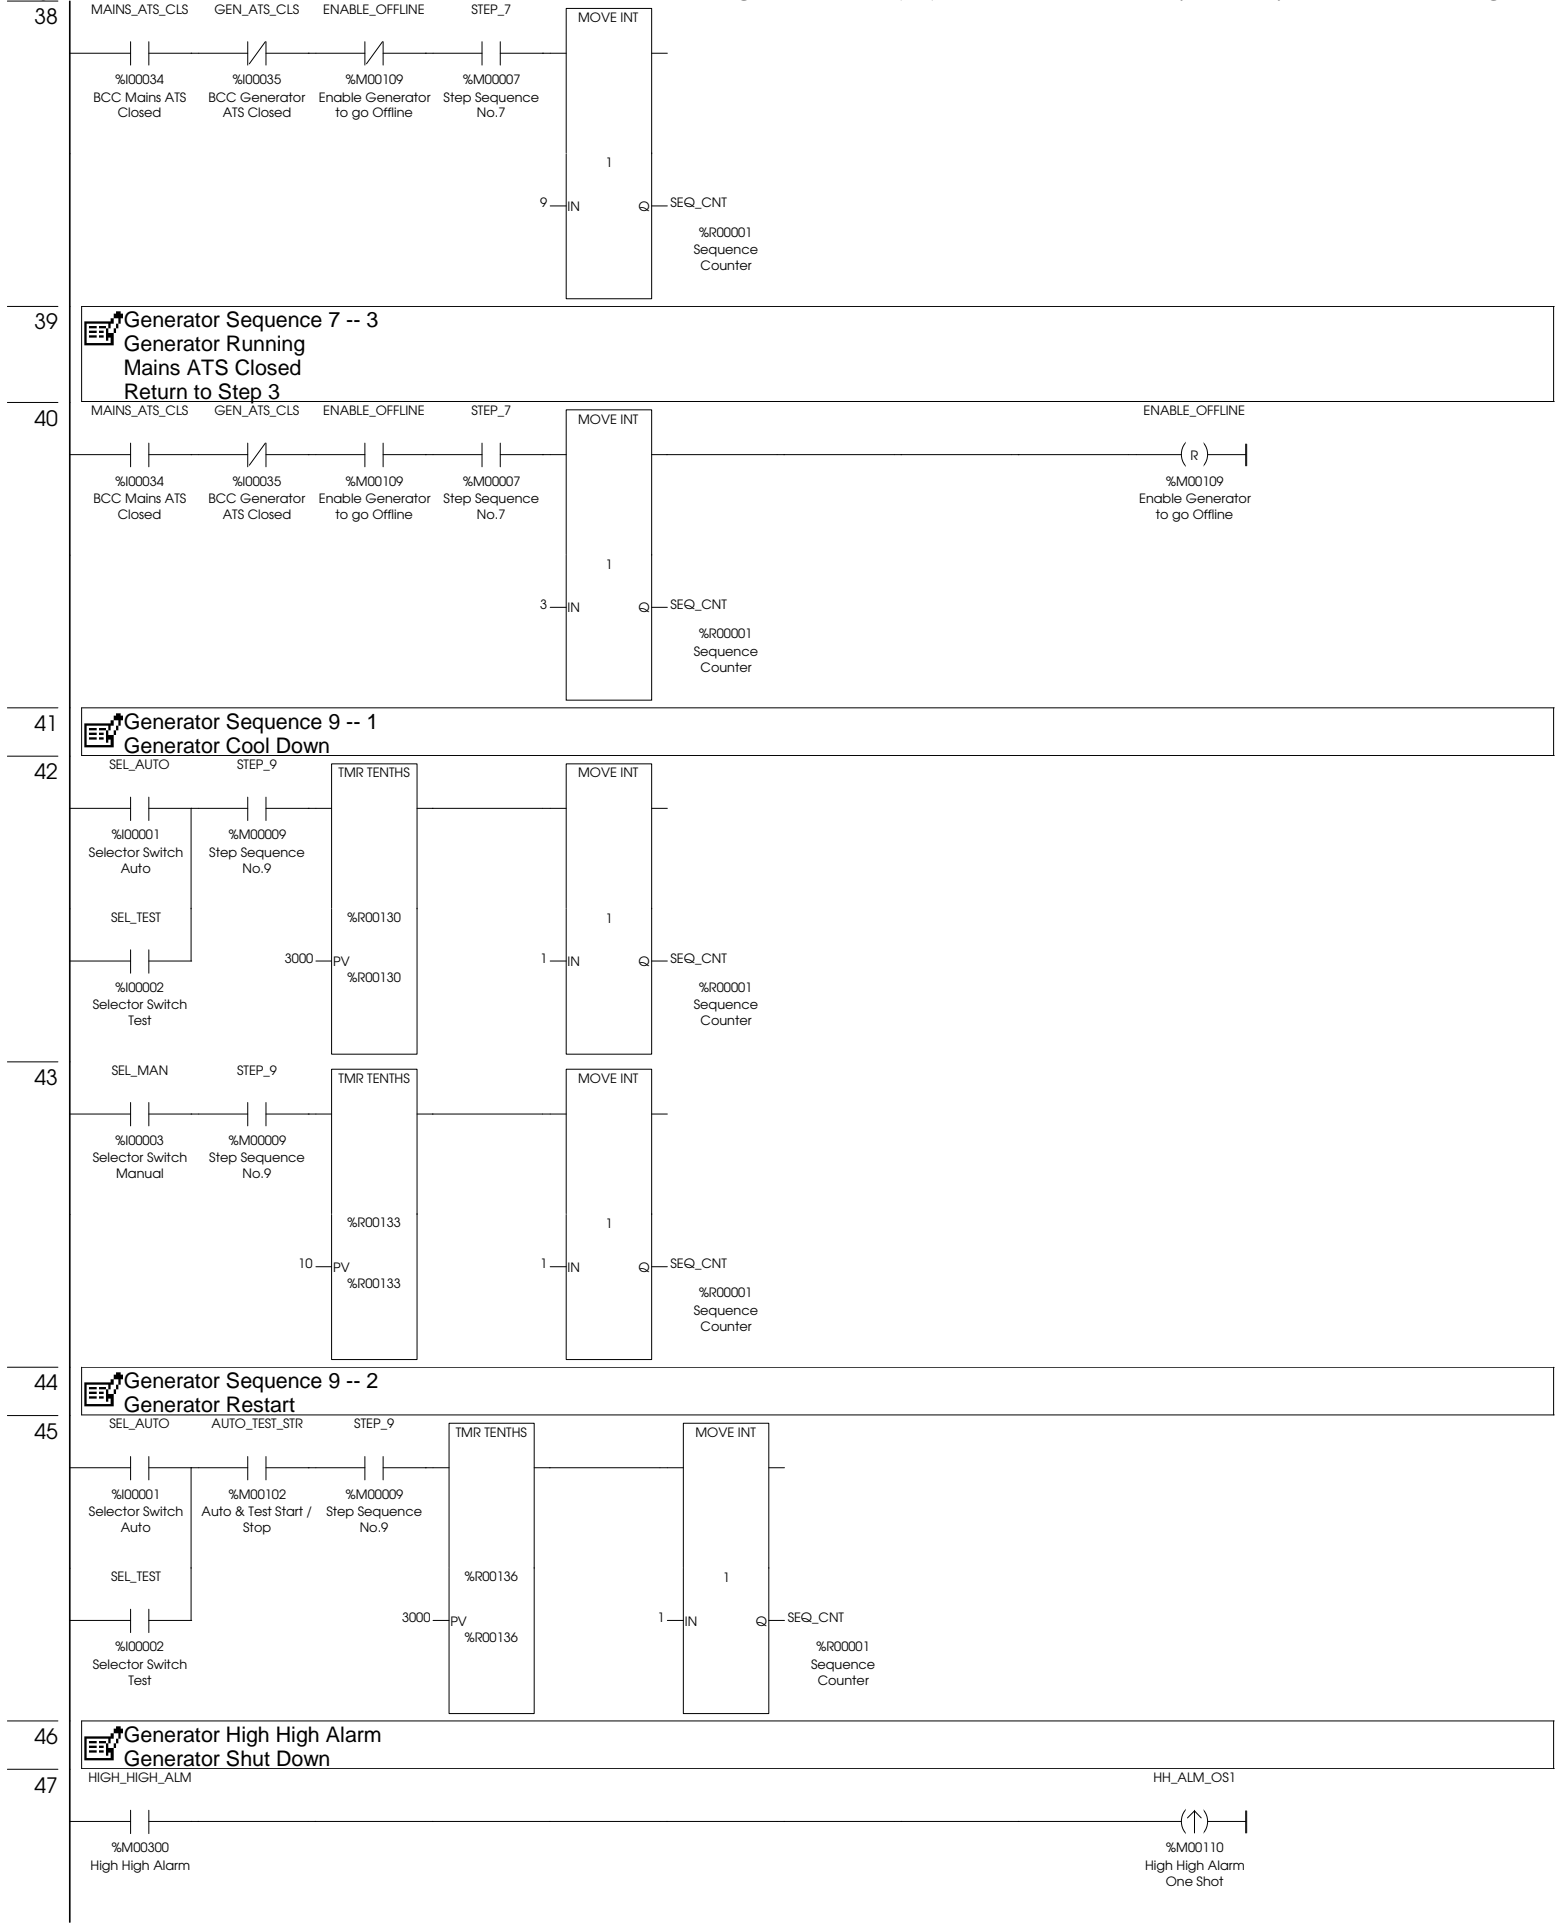 38
MAINS_ATS_CLS GEN_ATS_CLS ENABLE_OFFLINE STEP_7
MOVE INT
%I00034 %I00035 %M00109 %M00007
BCC Mains ATS BCC Generator Enable Generator Step Sequence
Closed ATS Closed to go Offline No.7
1
9 IN Q SEQ_CNT
%R00001
Sequence
Counter
39
Generator Sequence 7 -- 3
Generator Running
Mains ATS Closed
Return to Step 3
40
MAINS_ATS_CLS GEN_ATS_CLS ENABLE_OFFLINE STEP_7 ENABLE_OFFLINE
MOVE INT
R
%I00034 %I00035 %M00109 %M00007 %M00109
BCC Mains ATS BCC Generator Enable Generator Step Sequence Enable Generator
Closed ATS Closed to go Offline No.7 to go Offline
1
3 IN Q SEQ_CNT
%R00001
Sequence
Counter
41
Generator Sequence 9 -- 1
Generator Cool Down
42
SEL_AUTO STEP_9
TMR TENTHS MOVE INT
%I00001 %M00009
Selector Switch Step Sequence
Auto No.9
SEL_TEST %R00130 1
3000 PV 1 IN Q SEQ_CNT
%R00130
%I00002 %R00001
Selector Switch Sequence
Test Counter
43
SEL_MAN STEP_9
TMR TENTHS MOVE INT
%I00003 %M00009
Selector Switch Step Sequence
Manual No.9
%R00133 1
10 PV 1 IN Q SEQ_CNT
%R00133
%R00001
Sequence
Counter
44
Generator Sequence 9 -- 2
Generator Restart
45
SEL_AUTO AUTO_TEST_STR STEP_9
TMR TENTHS MOVE INT
%I00001 %M00102 %M00009
Selector Switch Auto & Test Start / Step Sequence
Auto Stop No.9
SEL_TEST %R00136 1
3000 PV 1 IN Q SEQ_CNT
%R00136
%I00002 %R00001
Selector Switch Sequence
Test Counter
46
Generator High High Alarm
Generator Shut Down
47
HIGH_HIGH_ALM HH_ALM_OS1
%M00300 %M00110
High High Alarm High High Alarm
One Shot